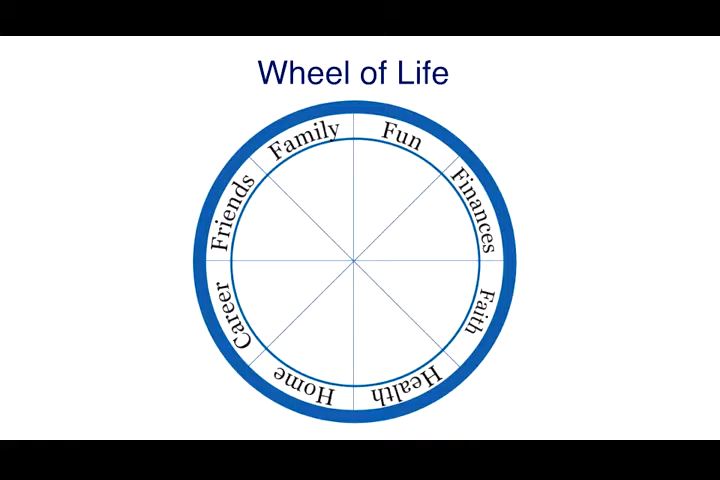 Wheel of Life
Fun
Finances
Faith
Health
Home
Career
Friends
Family